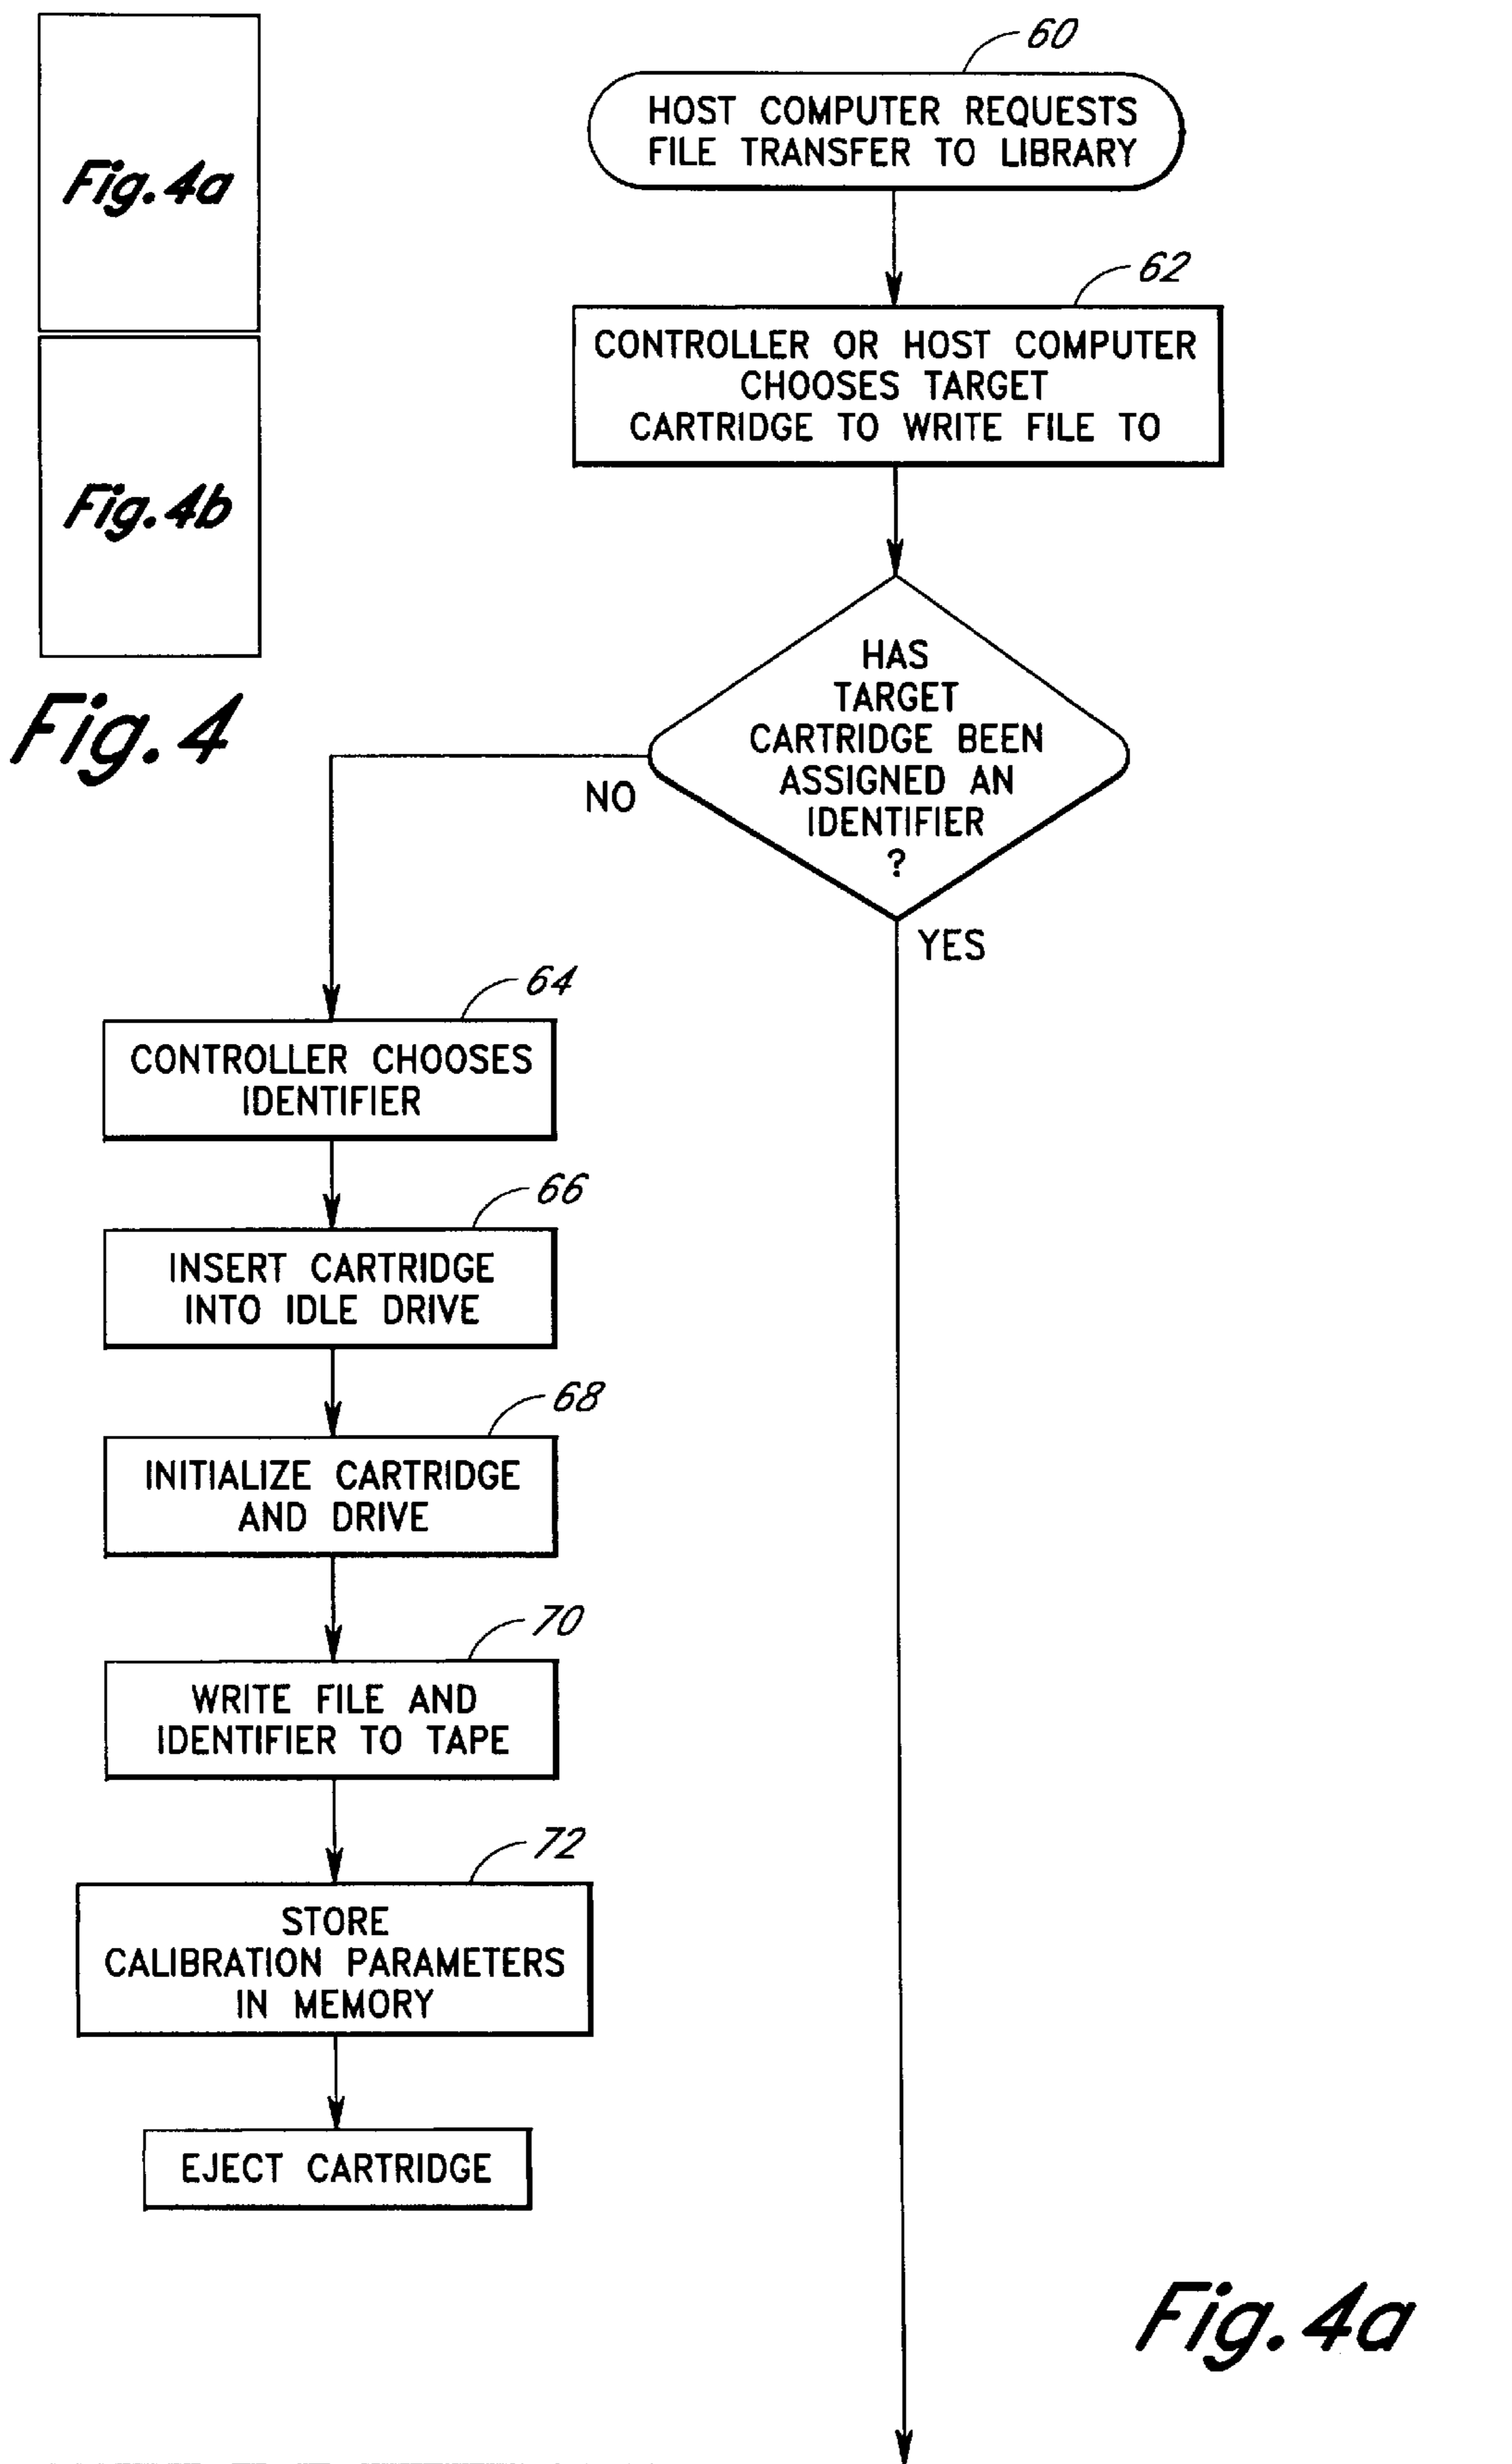 Fig. 4a
Fig. 4b
Fig. 4
60
HOST COMPUTER REQUESTS
FILE TRANSFER TO LIBRARY
62
CONTROLLER OR HOST COMPUTER
CHOOSES TARGET
CARTRIDGE TO WRITE FILE TO
HAS
TARGET
CARTRIDGE BEEN
ASSIGNED AN
IDENTIFIER
?
NO
YES
64
CONTROLLER CHOOSES
IDENTIFIER
66
INSERT CARTRIDGE
INTO IDLE DRIVE
68
INITIALIZE CARTRIDGE
AND DRIVE
70
WRITE FILE AND
IDENTIFIER TO TAPE
72
STORE
CALIBRATION PARAMETERS
IN MEMORY
EJECT CARTRIDGE
Fig. 4a